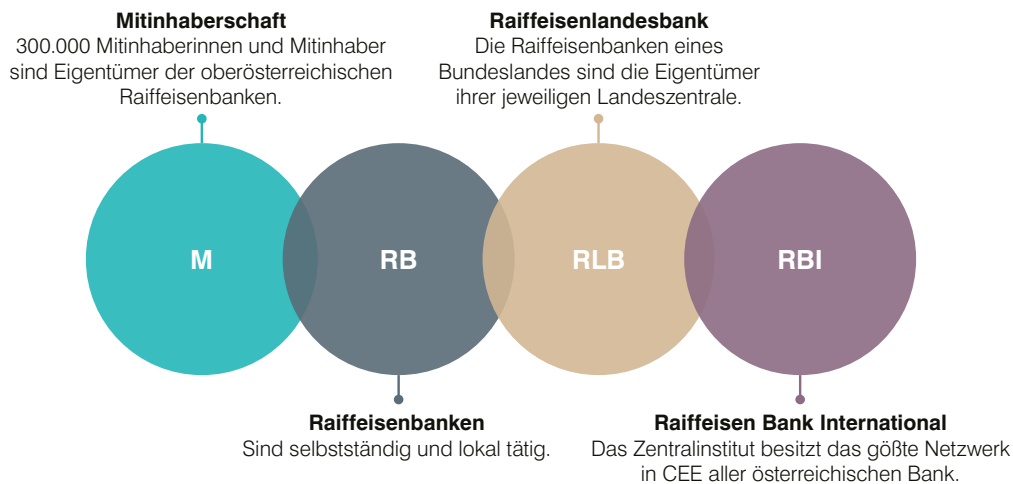 Mitinhaberschaft
300.000 Mitinhaberinnen und Mitinhaber
sind Eigentümer der oberösterreichischen
Raiffeisenbanken.
Raiffeisenlandesbank
Die Raiffeisenbanken eines
Bundeslandes sind die Eigentümer
ihrer jeweiligen Landeszentrale.
M
RB
RLB
RBI
Raiffeisenbanken
Sind selbstständig und lokal tätig.
Raiffeisen Bank International
Das Zentralinstitut besitzt das gößte Netzwerk
in CEE aller österreichischen Bank.